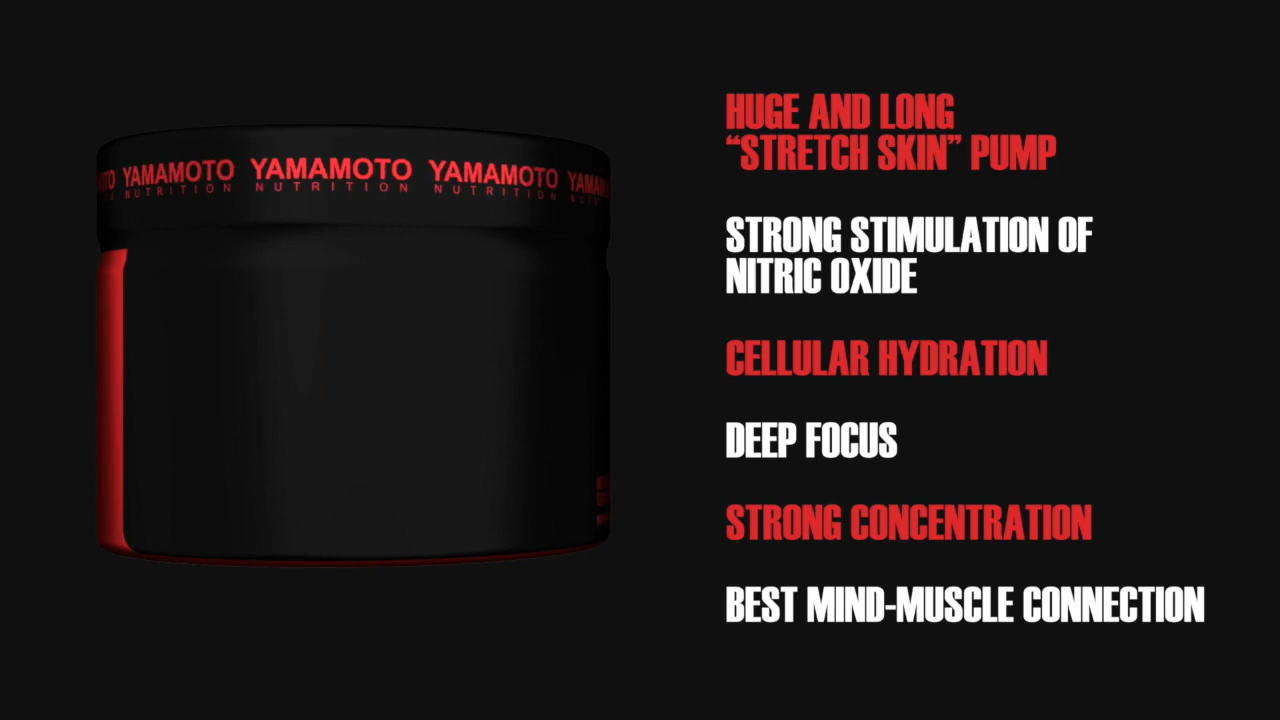 YAMAMOTO YAMAMOTO YAMAMOTO
NUTRITION NUTRITION NUTRITION
HUGE AND LONG
“STRETCH SKIN” PUMP
STRONG STIMULATION OF
NITRIC OXIDE
CELLULAR HYDRATION
DEEP FOCUS
STRONG CONCENTRATION
BEST MIND-MUSCLE CONNECTION